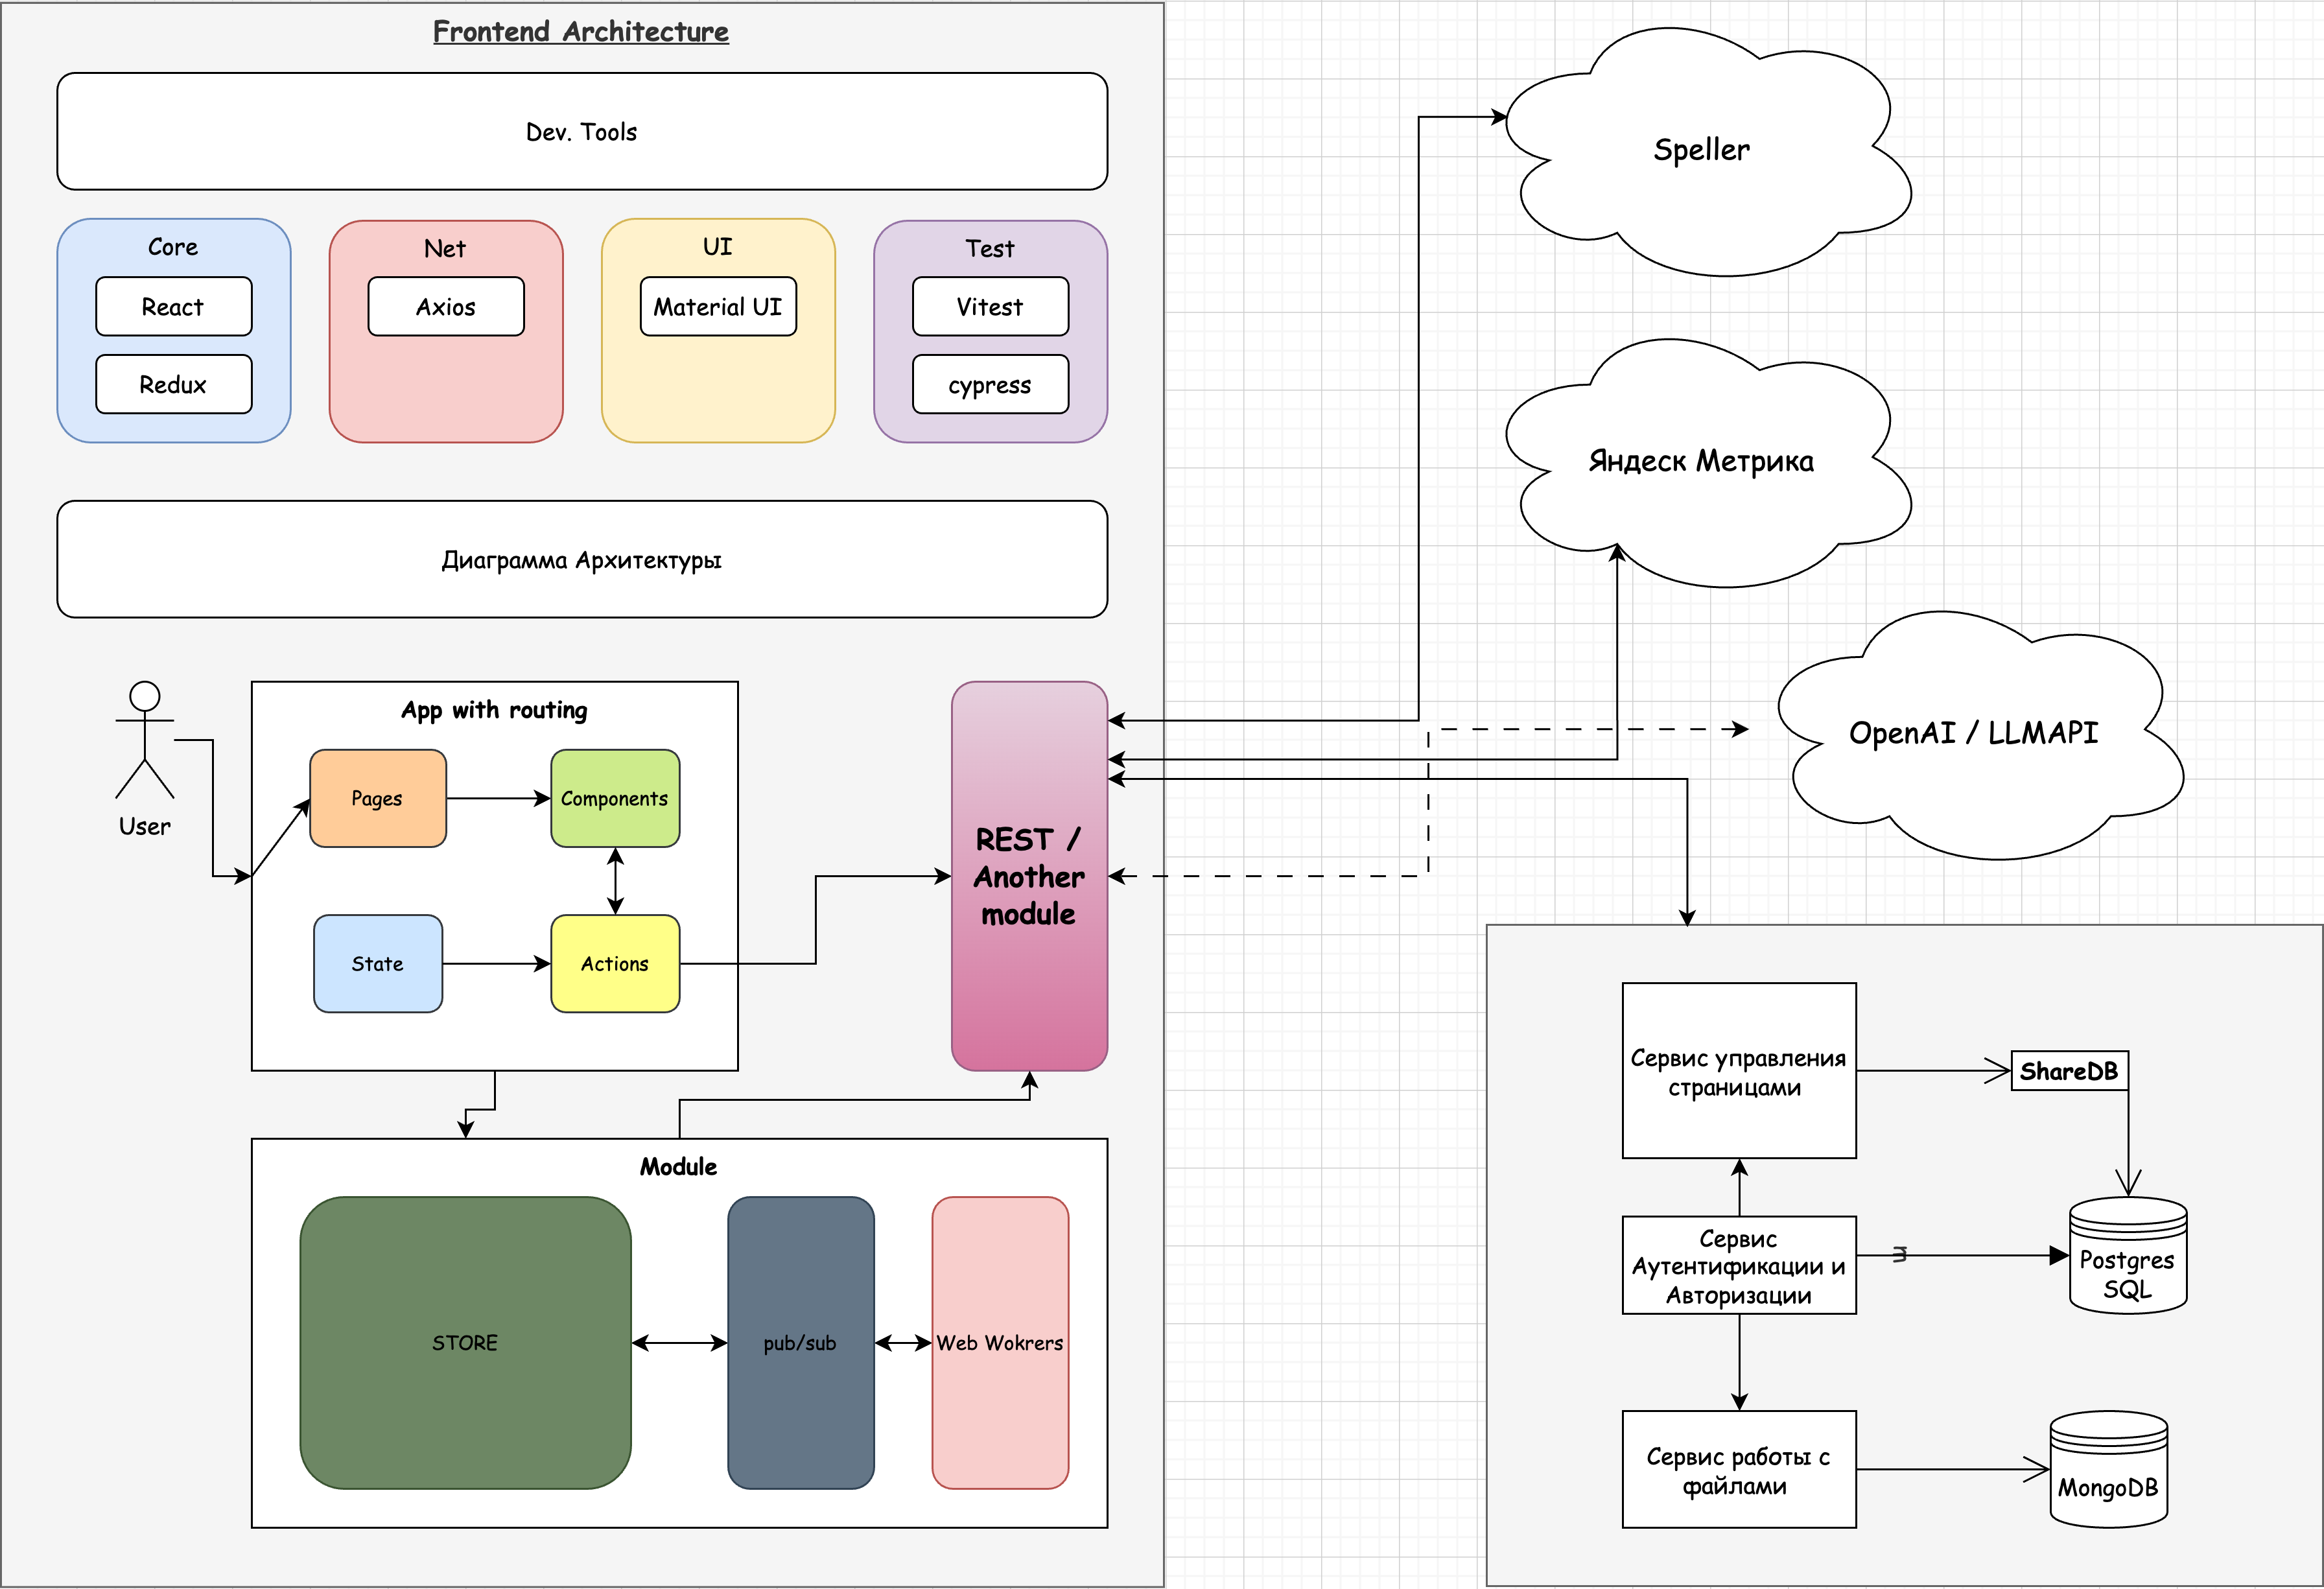 Frontend Architecture
Dev. Tools
Core
React
Redux
Net
Axios
UI
Material UI
Test
Vitest
cypress
Диаграмма Архитектуры
User
App with routing
Pages
Components
State
Actions
REST /
Another
module
Module
STORE
pub/sub
Web Wokrers
Speller
Яндеск Метрика
OpenAI / LLMAPI
Сервис управления
страницами
ShareDB
Сервис
Аутентификации и
Авторизации
Postgres
SQL
Сервис работы с
файлами
MongoDB